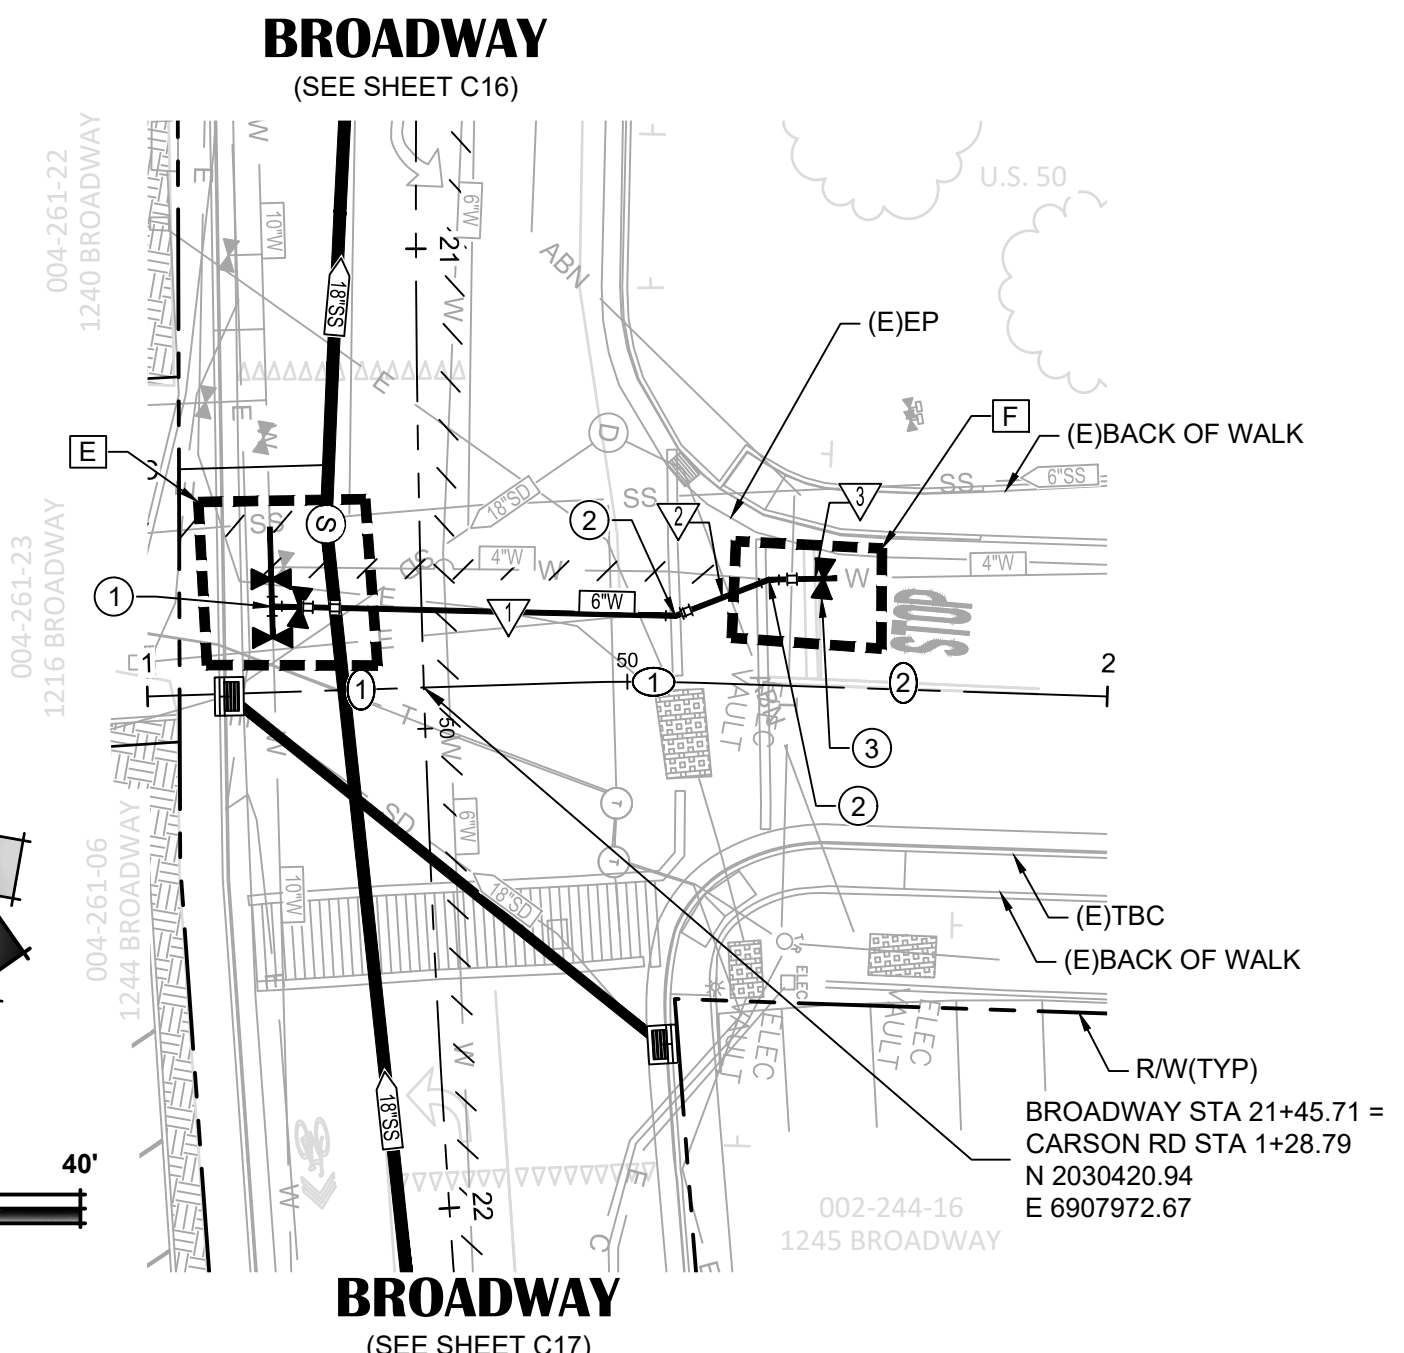 BROADWAY
(SEE SHEET C16)
004-261-22
1240 BROADWAY
U.S. 50
W
E
10"W
6"W
21
18"SS
W
ABN
(E)EP
E
E
W
D
F
(E)BACK OF WALK
E
SS
6"SS
18"SD
SS
SS
3
2
2
S
4"W
W
W
4"W
1
E
6"W
1
STOP
004-261-23
1216 BROADWAY
1
50
1
1
2
2
ELEC
VAULT
T
50
W
W
3
2
T
T
SD
6"W
004-261-06
1244 BROADWAY
10"W
18"SD
E
(E)TBC
(E)BACK OF WALK
ELEC
ELEC
VAULT
ELEC
VAULT
W
R/W(TYP)
18"SS
BROADWAY STA 21+45.71 =
CARSON RD STA 1+28.79
N 2030420.94
E 6907972.67
40'
W
22
E
C
E
002-244-16
1245 BROADWAY
BROADWAY
(SEE SHEET C17)